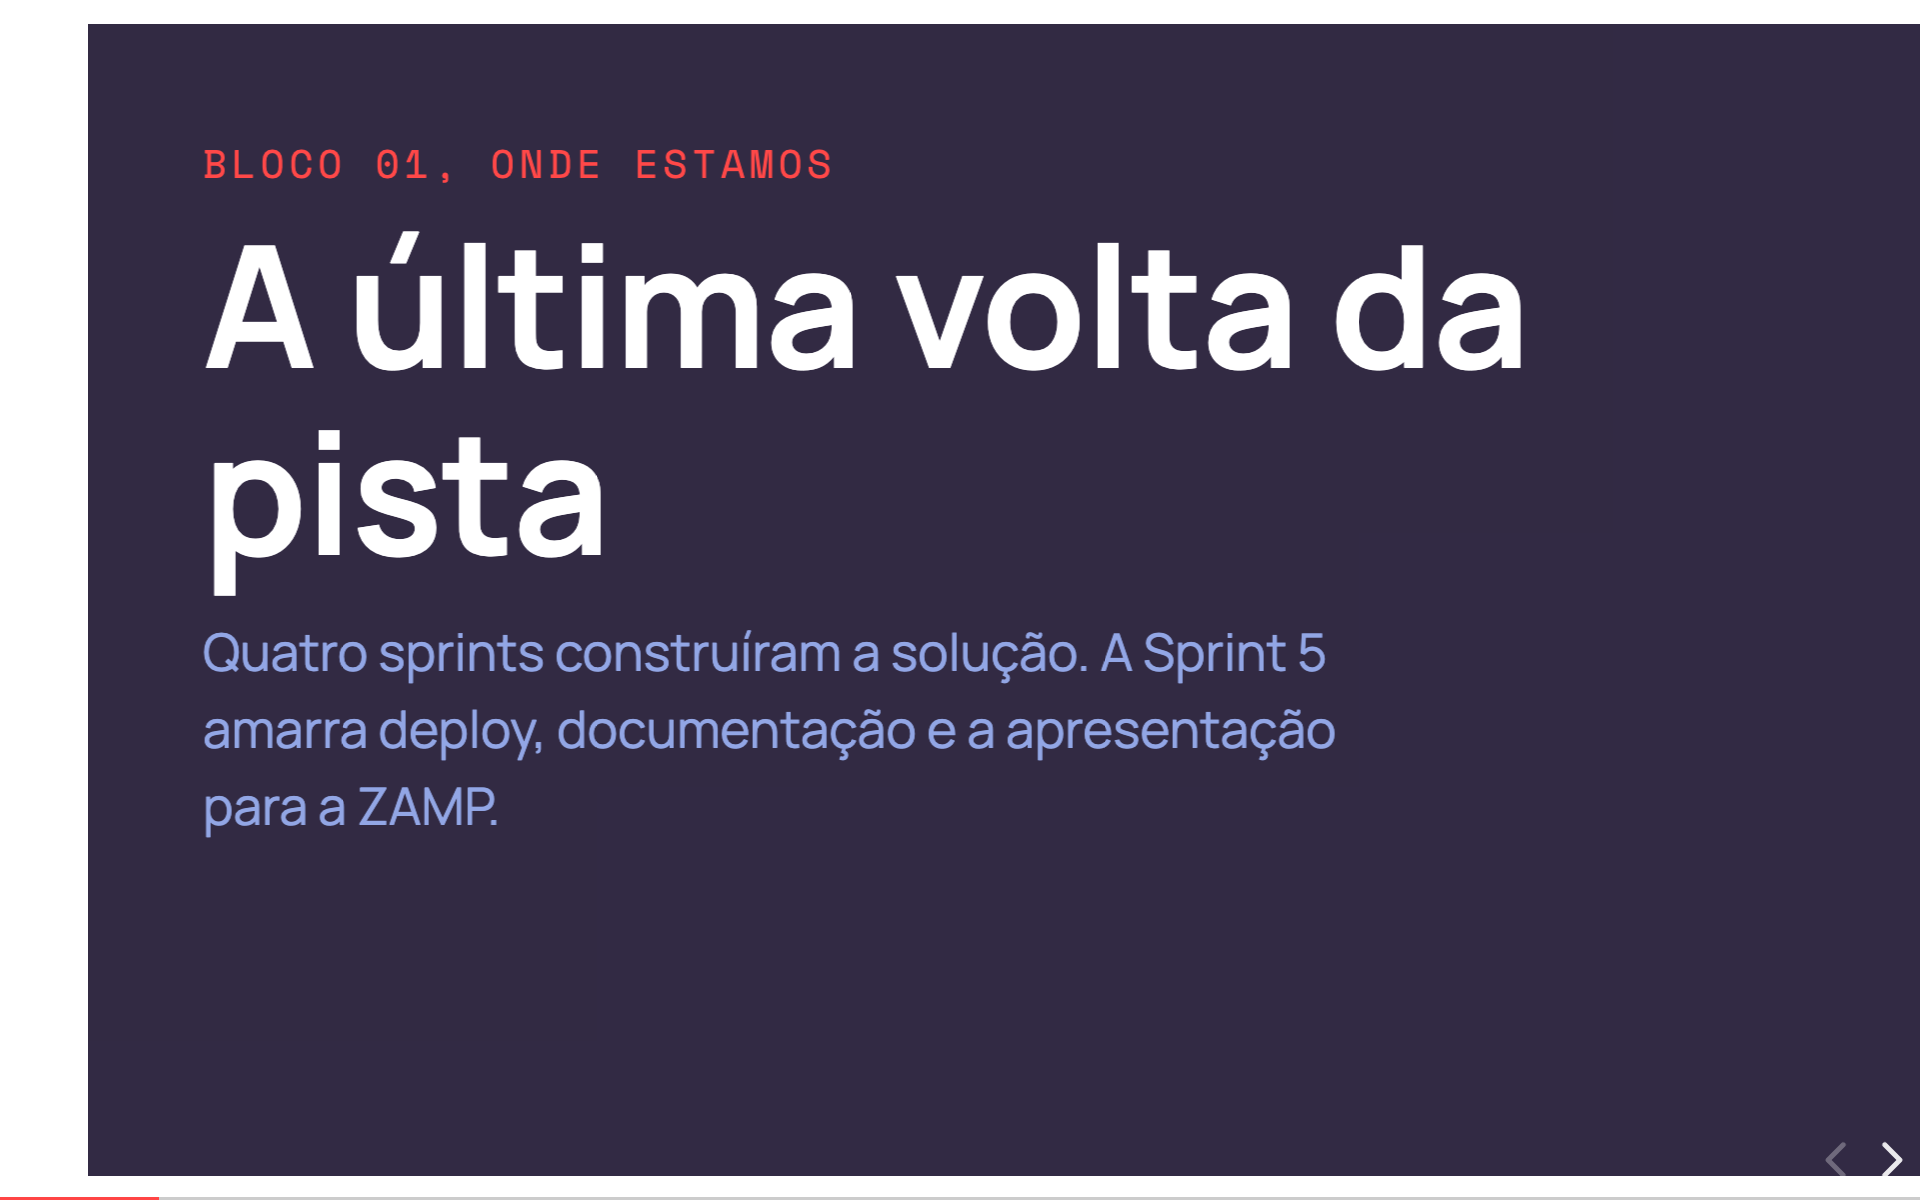 BLOCO 01, ONDE ESTAMOS
A última volta da
pista
Quatro sprints construíram a solução. A Sprint 5
amarra deploy, documentação e a apresentação
para a ZAMP.